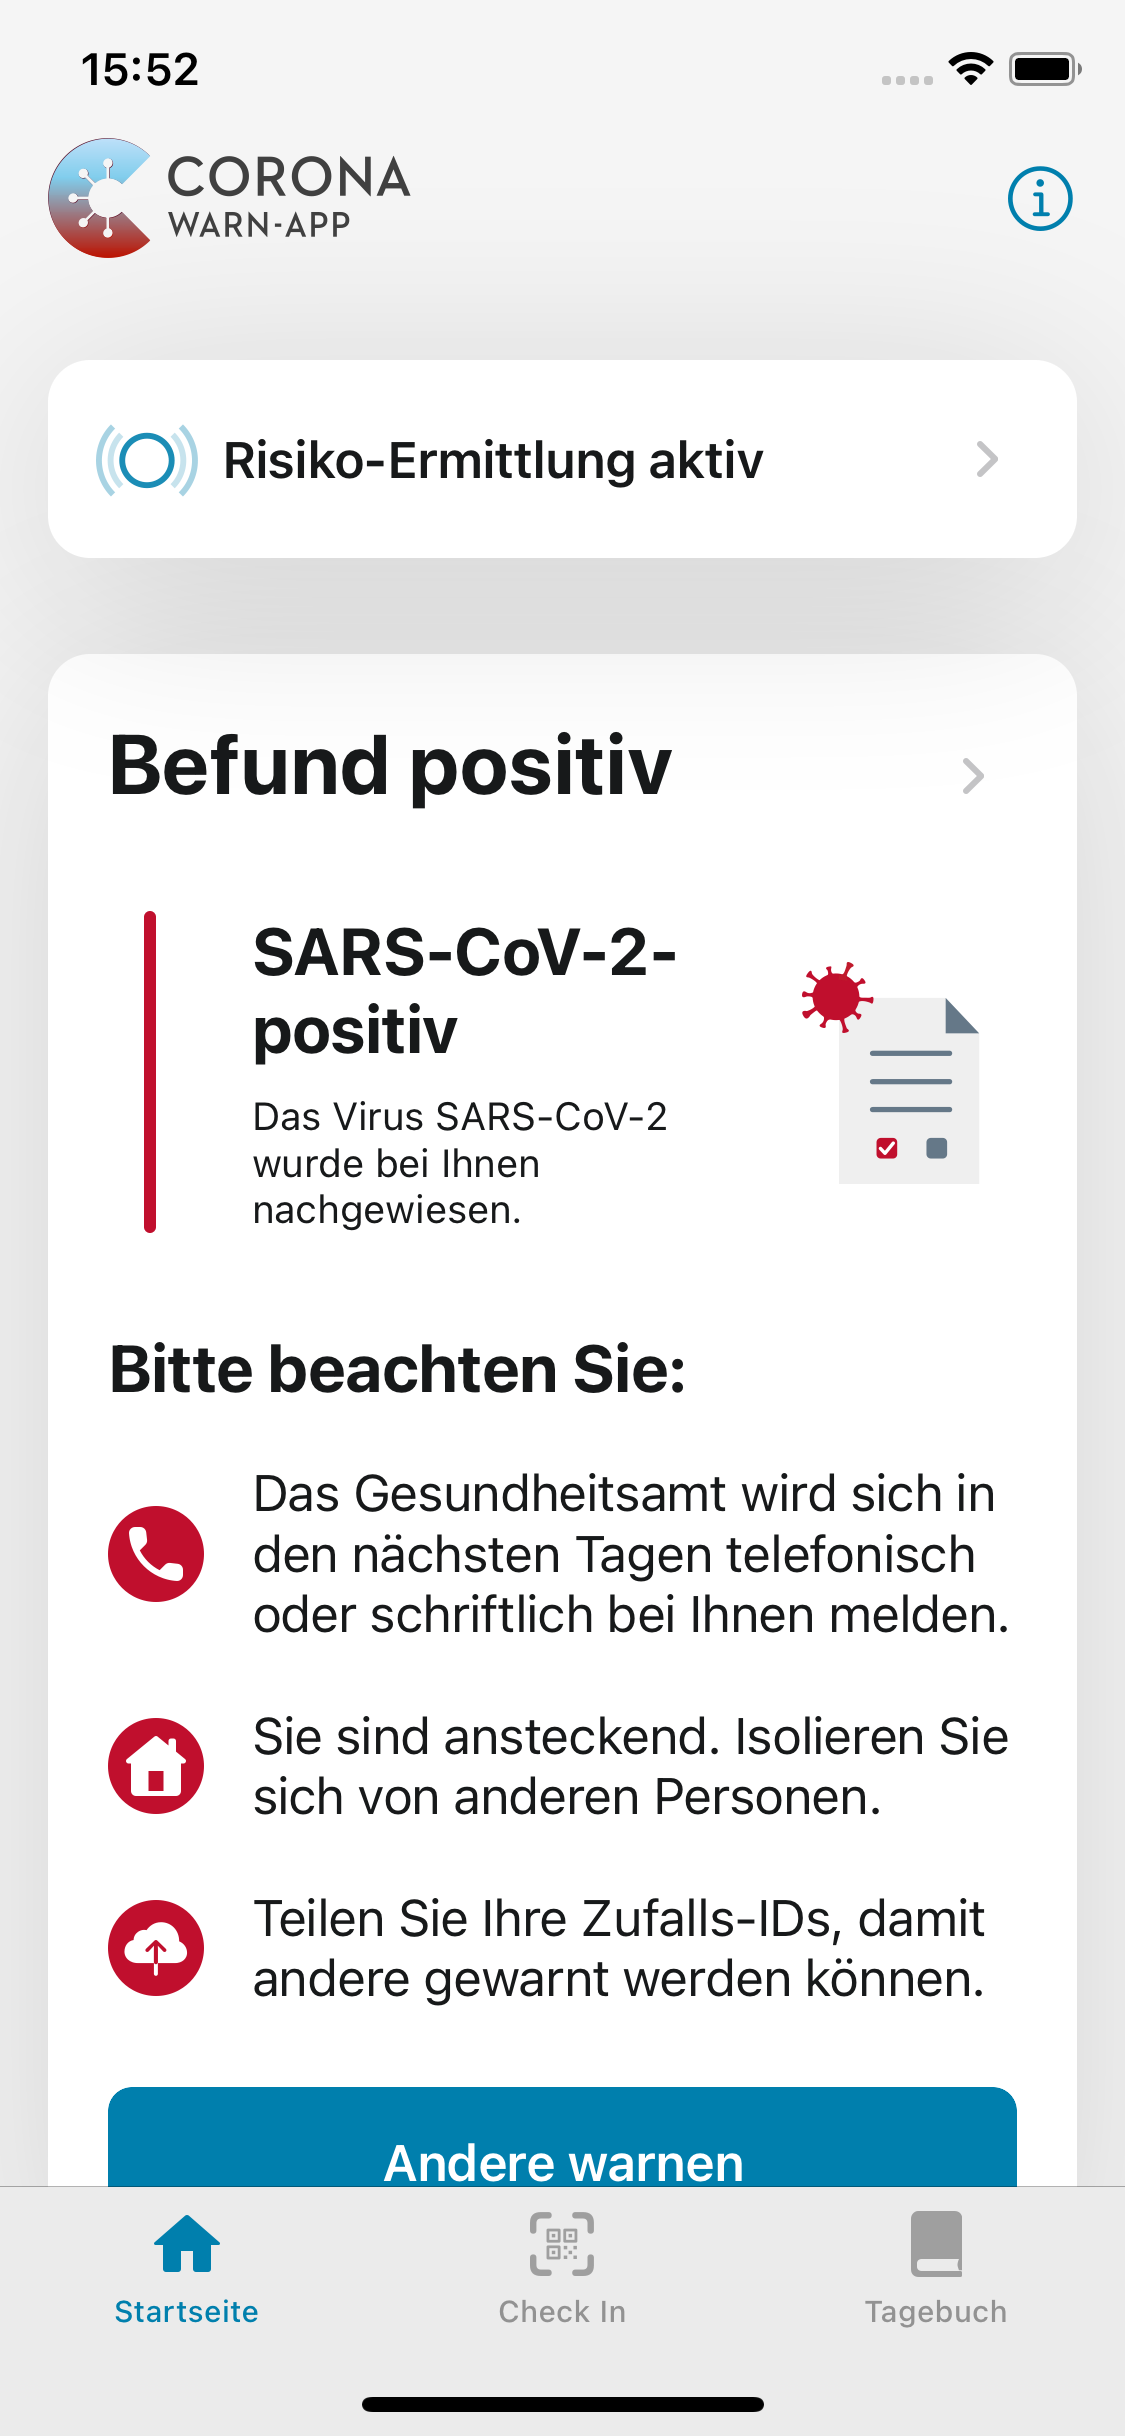 15:52
CORONA
WARN-APP
Risiko-Ermittlung aktiv
Befund positiv
SARS-CoV-2-
positiv
Das Virus SARS-CoV-2
wurde bei Ihnen
nachgewiesen.
Bitte beachten Sie:
Das Gesundheitsamt wird sich in
den nächsten Tagen telefonisch
oder schriftlich bei Ihnen melden.
Sie sind ansteckend. Isolieren Sie
sich von anderen Personen.
Teilen Sie Ihre Zufalls-IDs, damit
andere gewarnt werden können.
Andere warnen
Startseite
Check In
Tagebuch